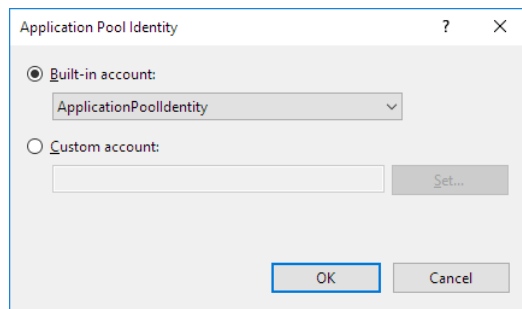 Application Pool Identity
Built-in account:
ApplicationPoolIdentity
Custom account:
Set...
OK Cancel